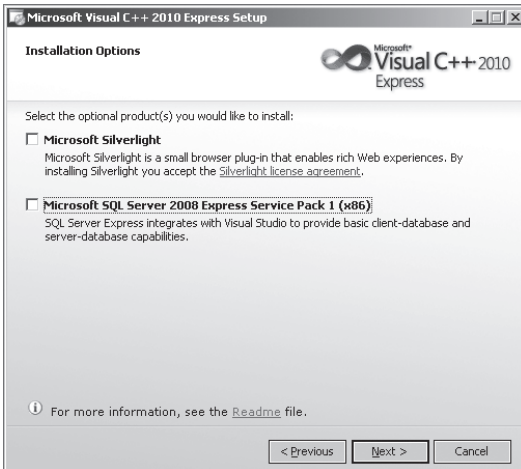 Microsoft Visual C++ 2010 Express Setup
Installation Options
Microsoft®
Visual C++ 2010
Express
Select the optional product(s) you would like to install:
Microsoft Silverlight
Microsoft Silverlight is a small browser plug-in that enables rich Web experiences. By
installing Silverlight you accept the Silverlight license agreement.
Microsoft SQL Server 2008 Express Service Pack 1 (x86)
SQL Server Express integrates with Visual Studio to provide basic client-database and
server-database capabilities.
For more information, see the Readme file.
< Previous
Next >
Cancel